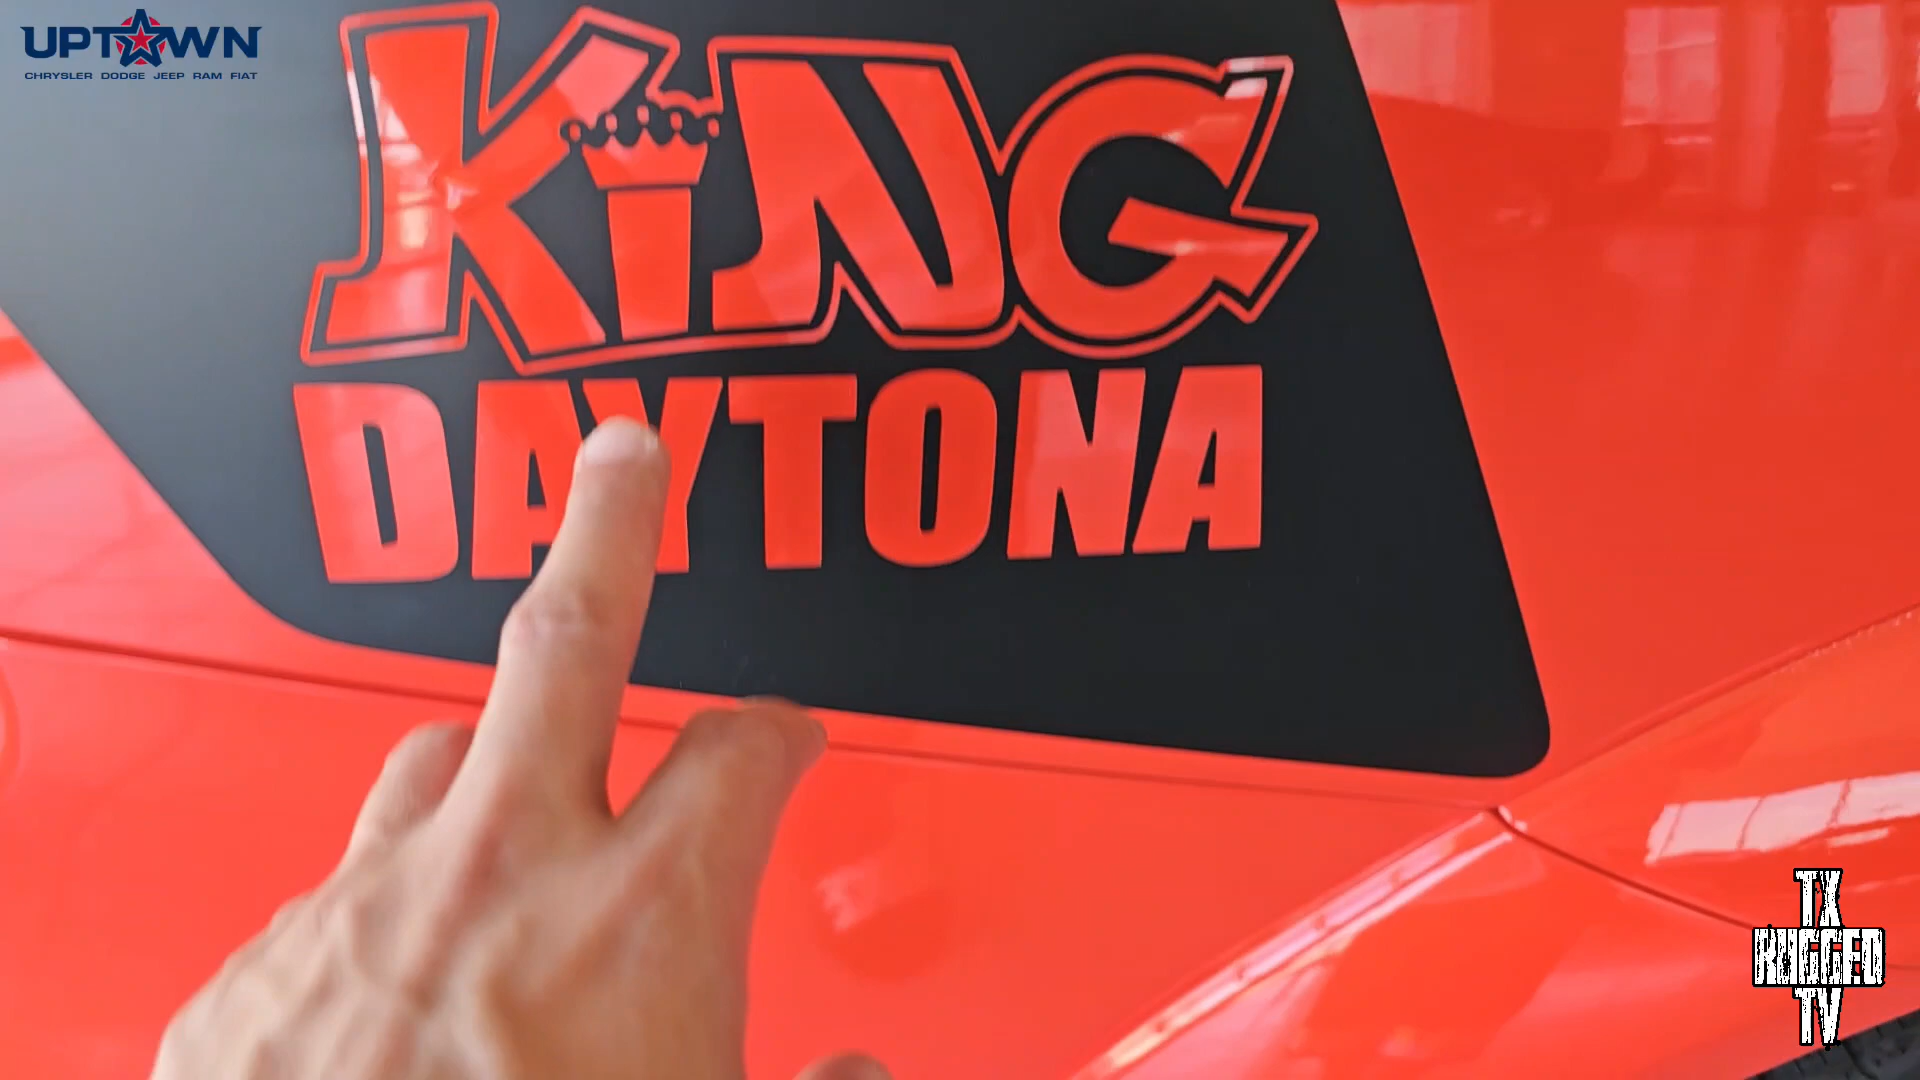 UPTOWN
CHRYSLER DODGE JEEP RAM FIAT
KiNG
DAYTONA
TX
RUGGED
TV